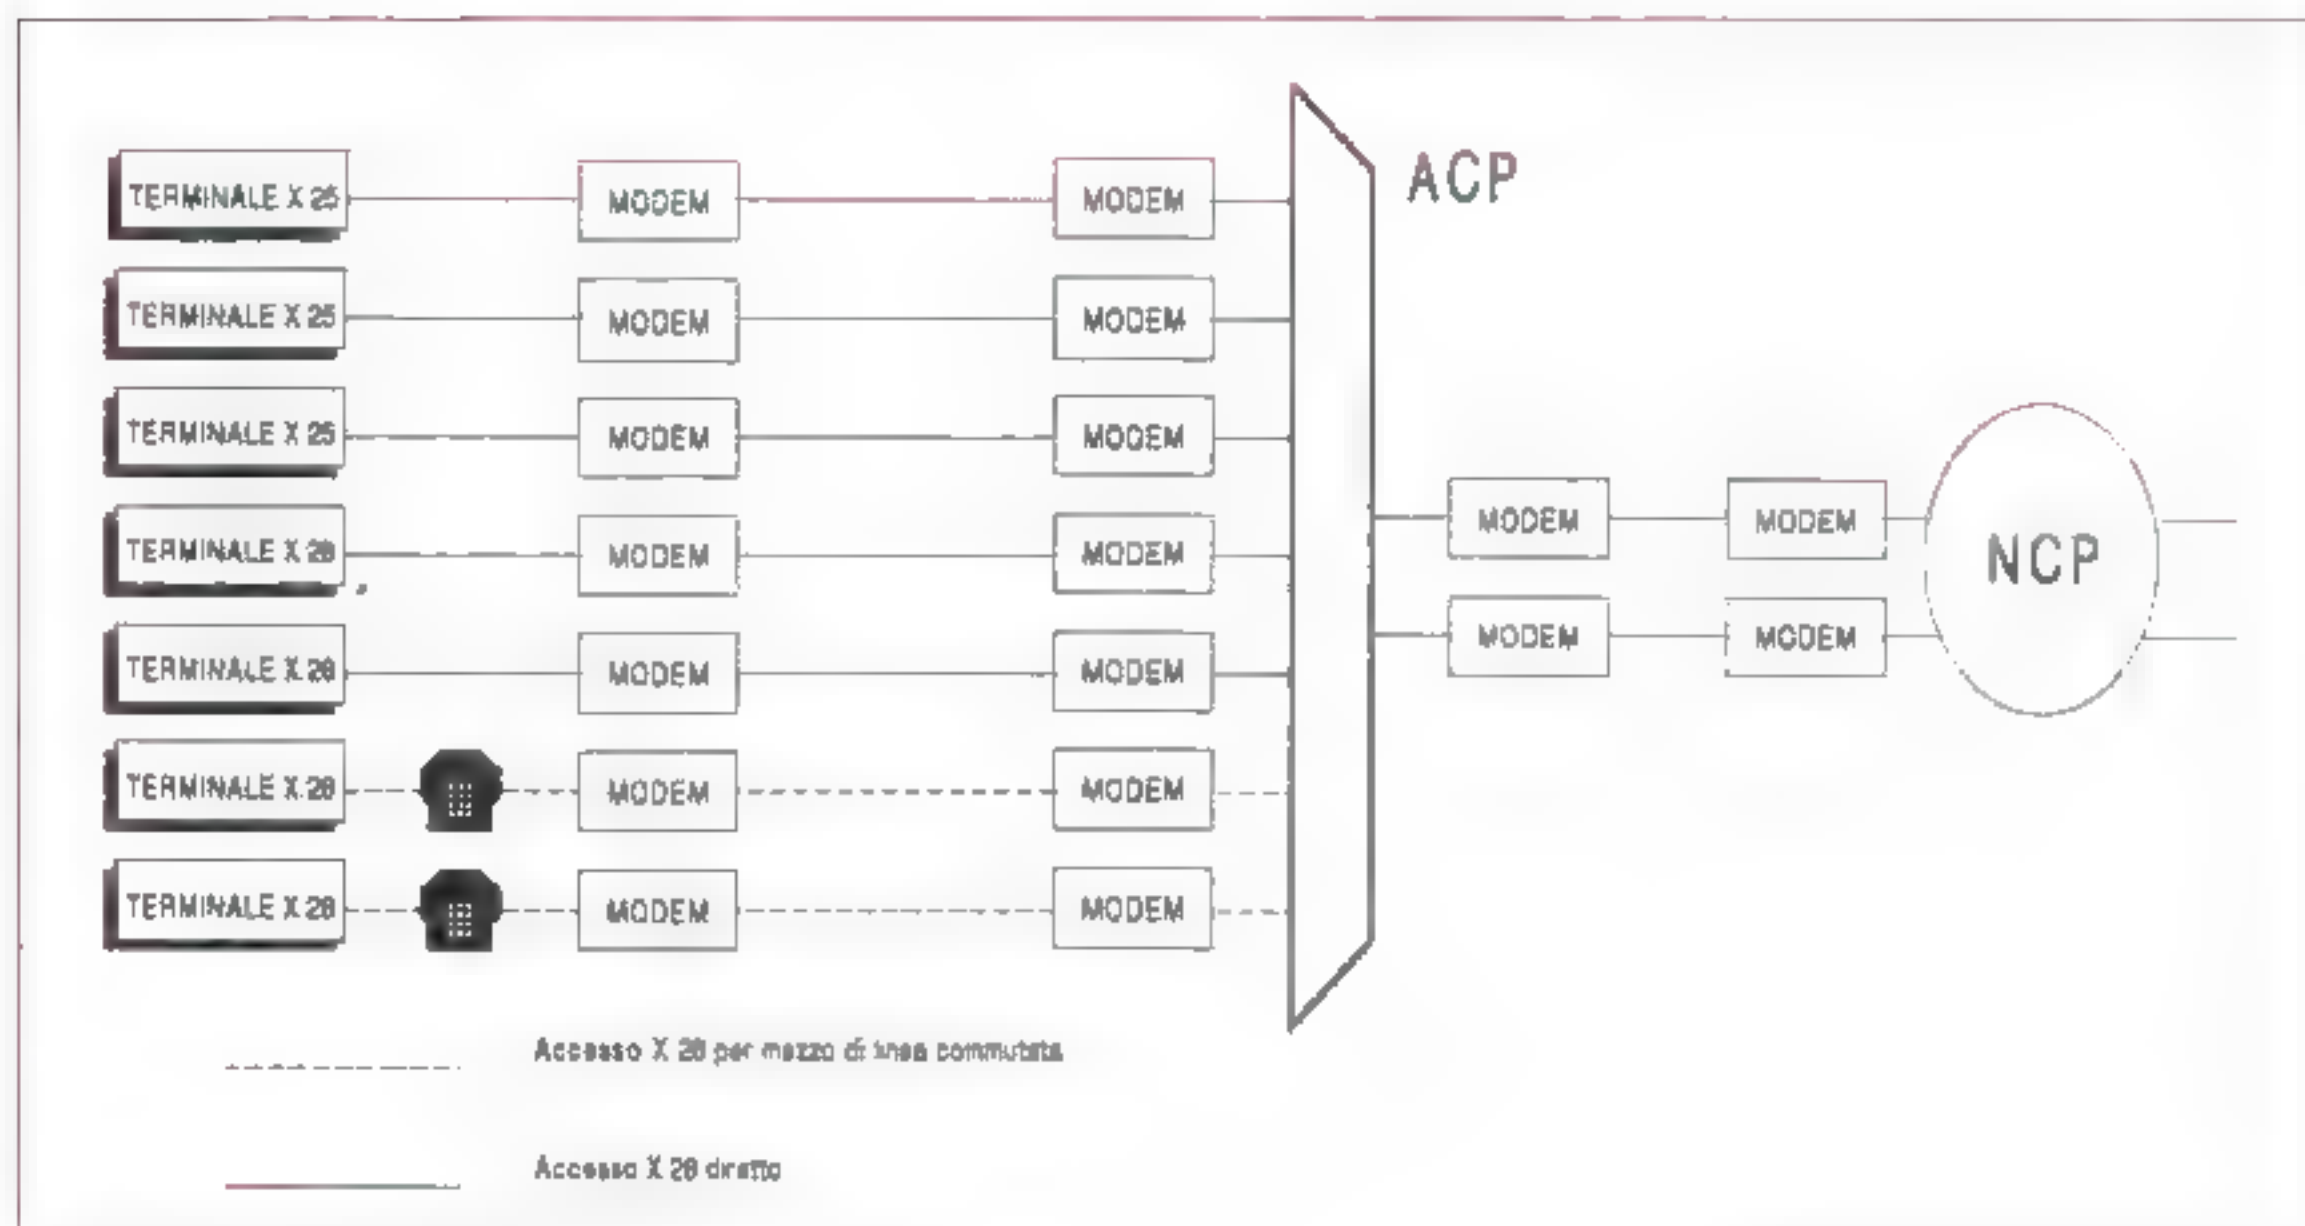 TERMINALE X 25
MODEM
MODEM
ACP
TERMINALE X 25
MODEM
MODEM
TERMINALE X 25
MODEM
MODEM
TERMINALE X 28
MODEM
MODEM
MODEM
MODEM
NCP
TERMINALE X 28
MODEM
MODEM
MODEM
MODEM
TERMINALE X 28
MODEM
MODEM
TERMINALE X 28
MODEM
MODEM
Accesso X 28 per mezzo di linea commutata
Accesso X 28 diretto